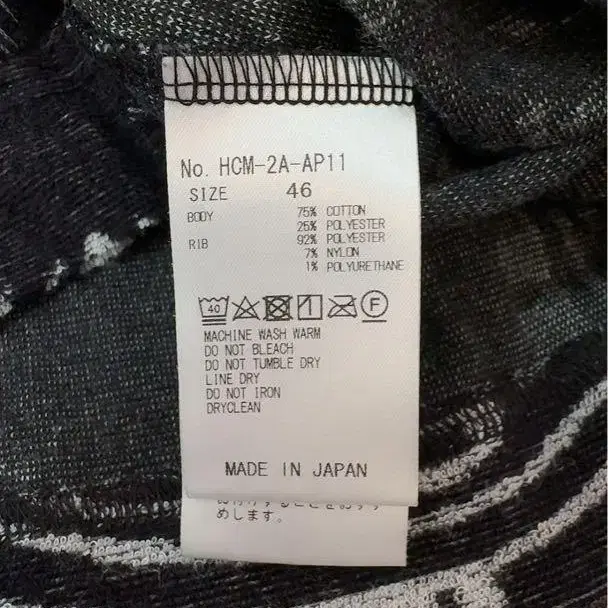 No. HCM-2A-AP11
SIZE 46
BODY 75% COTTON
25% POLYESTER
RIB 92% POLYESTER
7% NYLON
1% POLYURETHANE
40 F
MACHINE WASH WARM
DO NOT BLEACH
DO NOT TUMBLE DRY
LINE DRY
DO NOT IRON
DRYCLEAN
MADE IN JAPAN
めします。